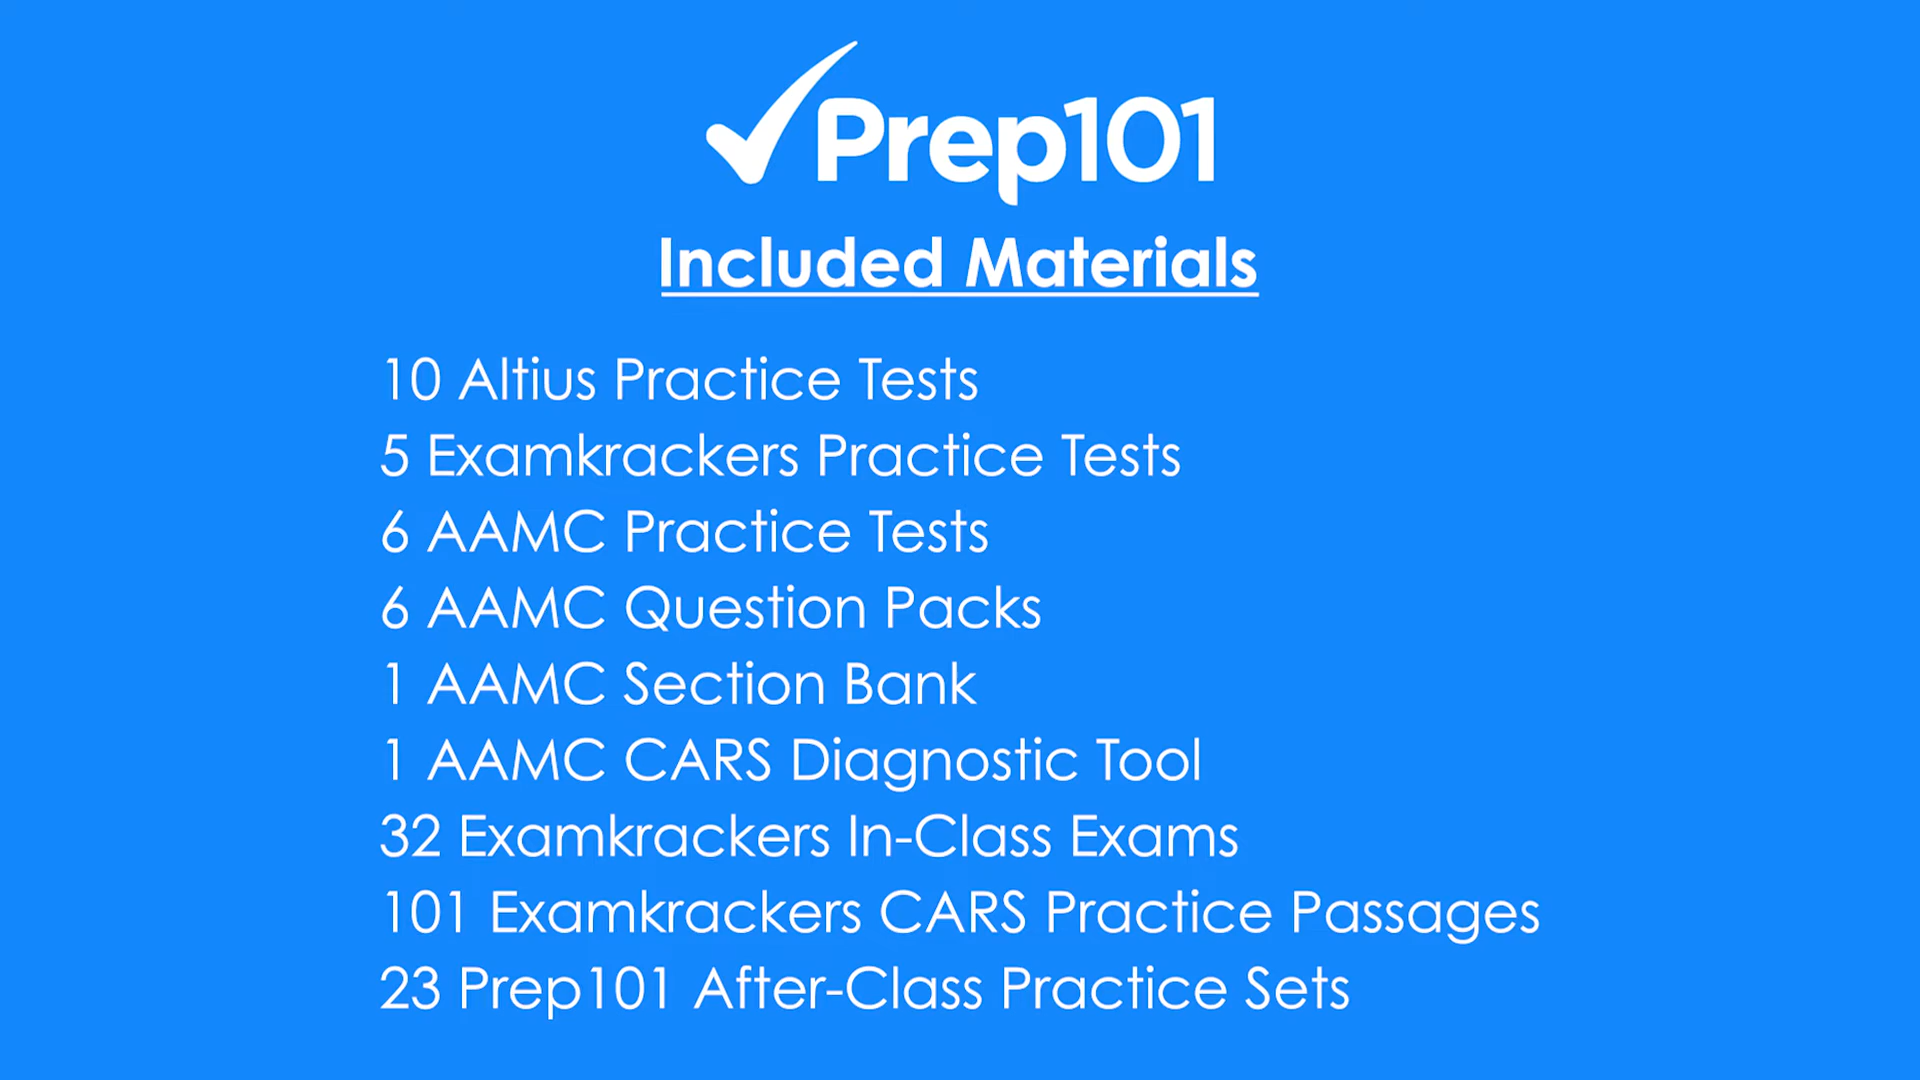 Prep101
Included Materials
10 Altius Practice Tests
5 Examkrackers Practice Tests
6 AAMC Practice Tests
6 AAMC Question Packs
1 AAMC Section Bank
1 AAMC CARS Diagnostic Tool
32 Examkrackers In-Class Exams
101 Examkrackers CARS Practice Passages
23 Prep101 After-Class Practice Sets